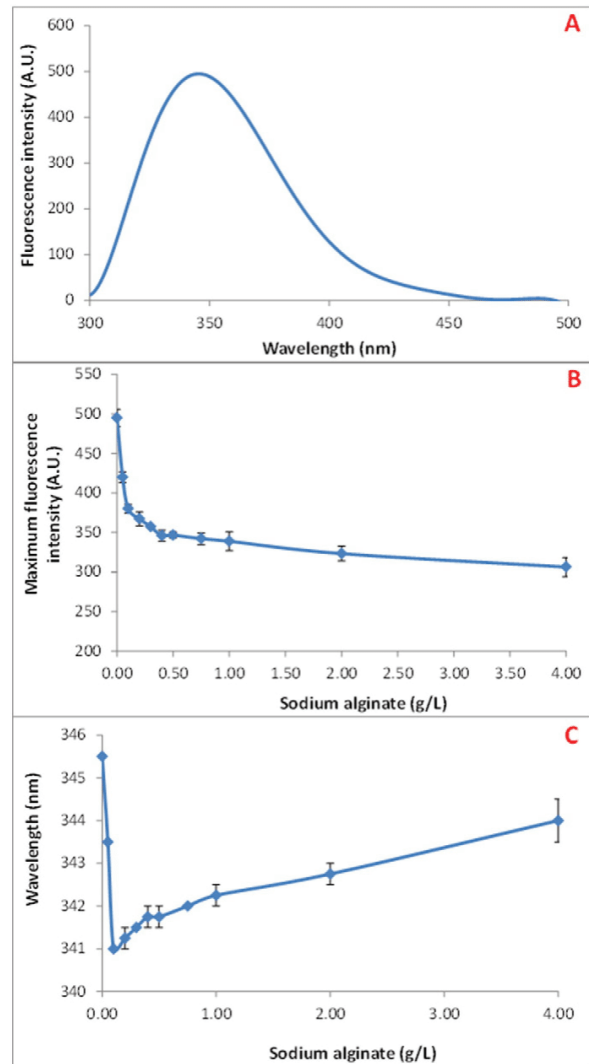 A
Fluorescence intensity (A.U.)
600
500
400
300
200
100
0
300 350 400 450 500
Wavelength (nm)
B
Maximum fluorescence
intensity (A.U.)
550
500
450
400
350
300
250
200
0.00 0.50 1.00 1.50 2.00 2.50 3.00 3.50 4.00
Sodium alginate (g/L)
C
Wavelength (nm)
346
345
344
343
342
341
340
0.00 1.00 2.00 3.00 4.00
Sodium alginate (g/L)